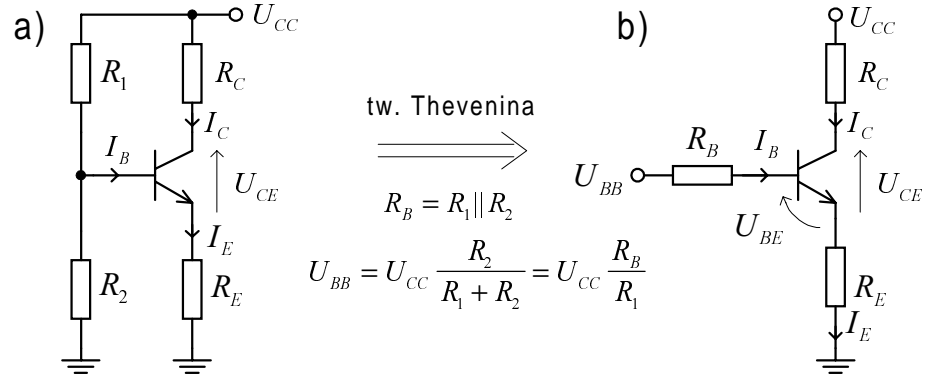 a)
U_CC
R_1
R_C
I_C
I_B
U_CE
I_E
R_2
R_E
tw. Thevenina
R_B = R_1 || R_2
U_BB = U_CC R_2 / (R_1 + R_2) = U_CC R_B / R_1
b)
U_CC
R_C
I_C
R_B
I_B
U_BB
U_CE
U_BE
R_E
I_E